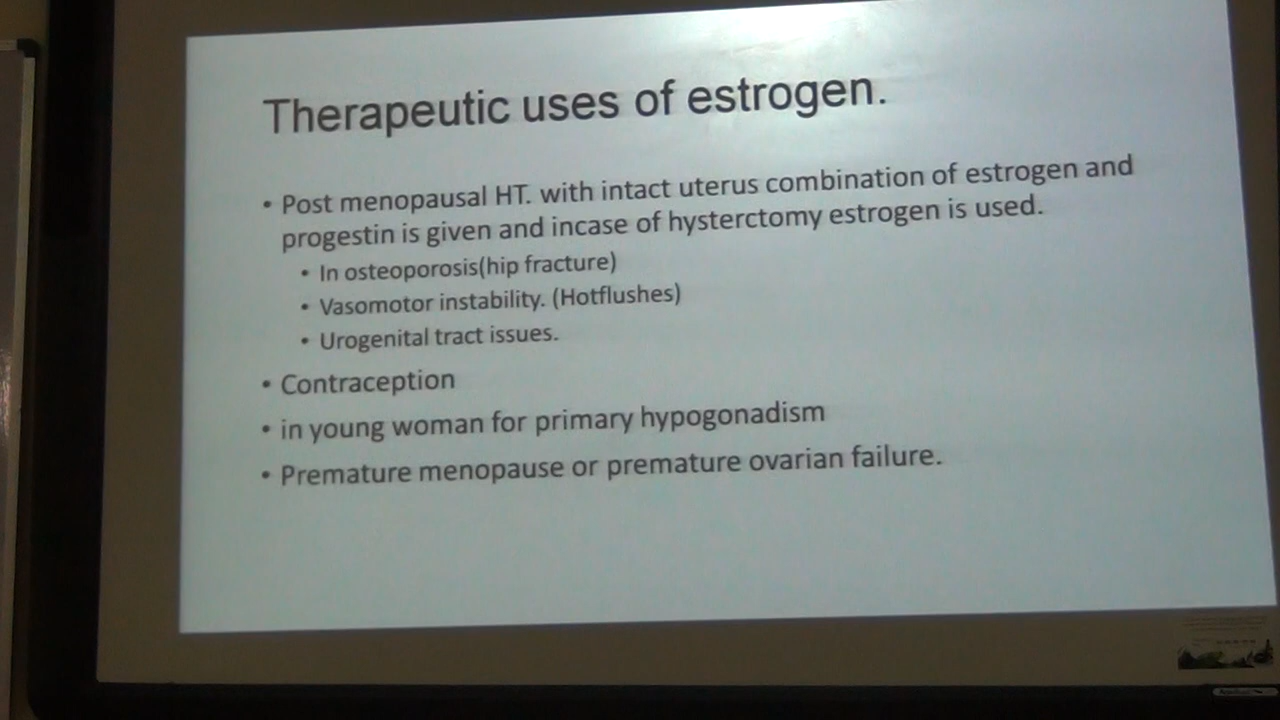 Therapeutic uses of estrogen.
• Post menopausal HT. with intact uterus combination of estrogen and
progestin is given and incase of hysterctomy estrogen is used.
• In osteoporosis(hip fracture)
• Vasomotor instability. (Hotflushes)
• Urogenital tract issues.
• Contraception
• in young woman for primary hypogonadism
• Premature menopause or premature ovarian failure.